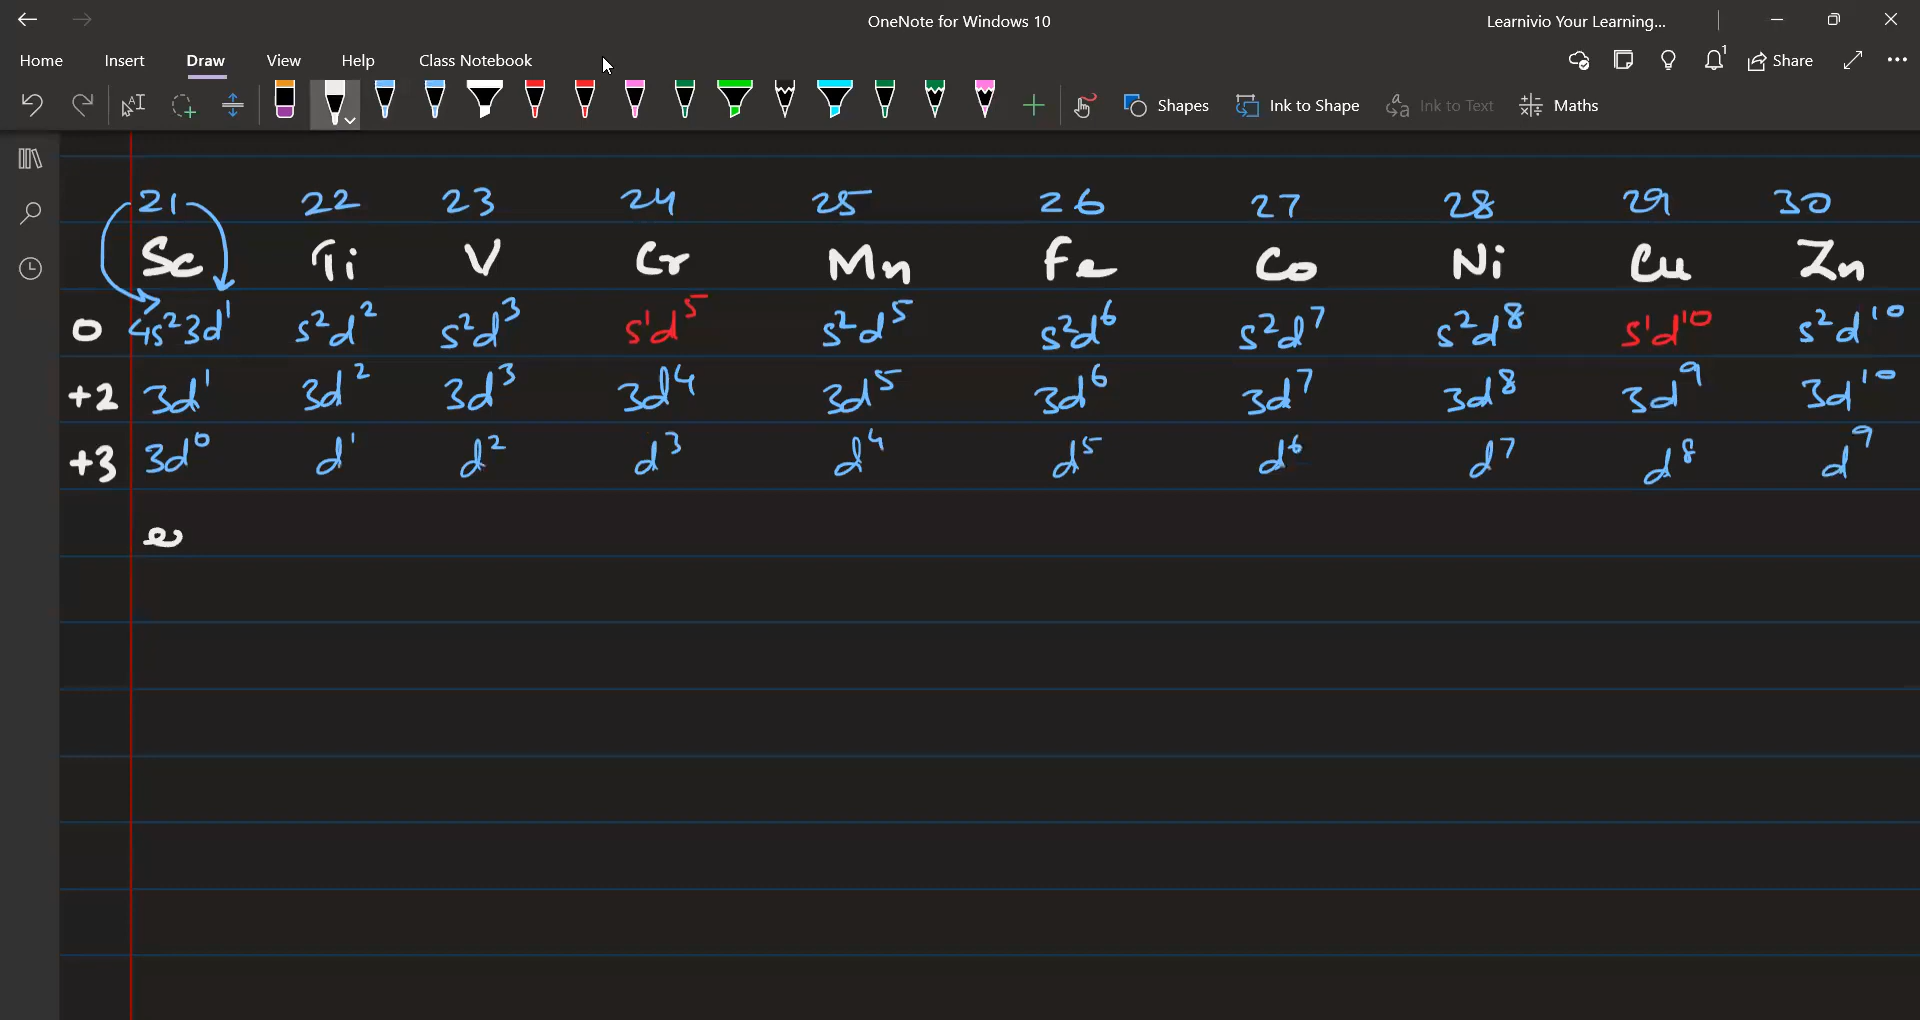 OneNote for Windows 10 Learnivio Your Learning...
Home Insert Draw View Help Class Notebook 1 Share
Shapes Ink to Shape Ink to Text Maths
21 22 23 24 25 26 27 28 29 30
Sc Ti V Cr Mn Fe Co Ni Cu Zn
0 4s²3d¹ s²d² s²d³ s¹d⁵ s²d⁵ s²d⁶ s²d⁷ s²d⁸ s¹d¹⁰ s²d¹⁰
+2 3d¹ 3d² 3d³ 3d⁴ 3d⁵ 3d⁶ 3d⁷ 3d⁸ 3d⁹ 3d¹⁰
+3 3d⁰ d¹ d² d³ d⁴ d⁵ d⁶ d⁷ d⁸ d⁹